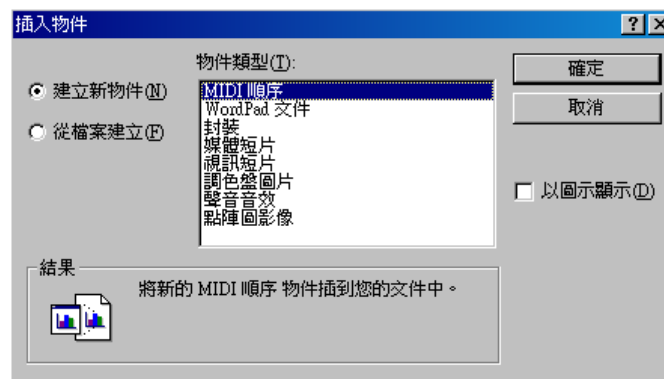 插入物件
物件類型(T):
建立新物件(N)
從檔案建立(F)
MIDI 順序
WordPad 文件
封裝
媒體短片
視訊短片
調色盤圖片
聲音音效
點陣圖影像
確定
取消
以圖示顯示(D)
結果
將新的 MIDI 順序 物件插到您的文件中。